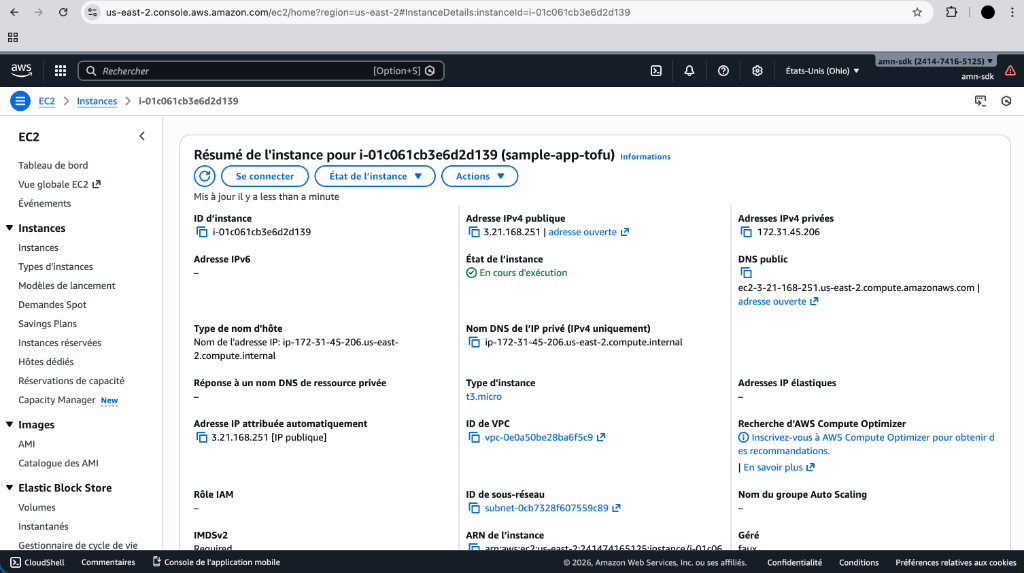 us-east-2.console.aws.amazon.com/ec2/home?region=us-east-2#InstanceDetails:instanceId=i-01c061cb3e6d2d139
aws
Rechercher
[Option+S]
États-Unis (Ohio) ▼
amn-sdk (2414-7416-5125) ▼
amn-sdk
EC2 > Instances > i-01c061cb3e6d2d139
EC2
Tableau de bord
Vue globale EC2
Événements
▼ Instances
Instances
Types d'instances
Modèles de lancement
Demandes Spot
Savings Plans
Instances réservées
Hôtes dédiés
Réservations de capacité
Capacity Manager New
▼ Images
AMI
Catalogue des AMI
▼ Elastic Block Store
Volumes
Instantanés
Gestionnaire de cycle de vie
Résumé de l'instance pour i-01c061cb3e6d2d139 (sample-app-tofu) Informations
Se connecter
État de l'instance ▼
Actions ▼
Mis à jour il y a less than a minute
ID d'instance
i-01c061cb3e6d2d139
Adresse IPv4 publique
3.21.168.251 | adresse ouverte
Adresses IPv4 privées
172.31.45.206
Adresse IPv6
–
État de l'instance
En cours d'exécution
DNS public
ec2-3-21-168-251.us-east-2.compute.amazonaws.com |
adresse ouverte
Type de nom d'hôte
Nom de l'adresse IP: ip-172-31-45-206.us-east-
2.compute.internal
Nom DNS de l'IP privé (IPv4 uniquement)
ip-172-31-45-206.us-east-2.compute.internal
Réponse à un nom DNS de ressource privée
–
Type d'instance
t3.micro
Adresses IP élastiques
–
Adresse IP attribuée automatiquement
3.21.168.251 [IP publique]
ID de VPC
vpc-0e0a50be28ba6f5c9
Recherche d'AWS Compute Optimizer
Inscrivez-vous à AWS Compute Optimizer pour obtenir d
es recommandations.
| En savoir plus
Rôle IAM
–
ID de sous-réseau
subnet-0cb7328f607559c89
Nom du groupe Auto Scaling
–
IMDSv2
Required
ARN de l'instance
arn:aws:ec2:us-east-2:241474165125:instance/i-01c06
Géré
faux
CloudShell
Commentaires
Console de l'application mobile
© 2026, Amazon Web Services, Inc. ou ses affiliés.
Confidentialité
Conditions
Préférences relatives aux cookies